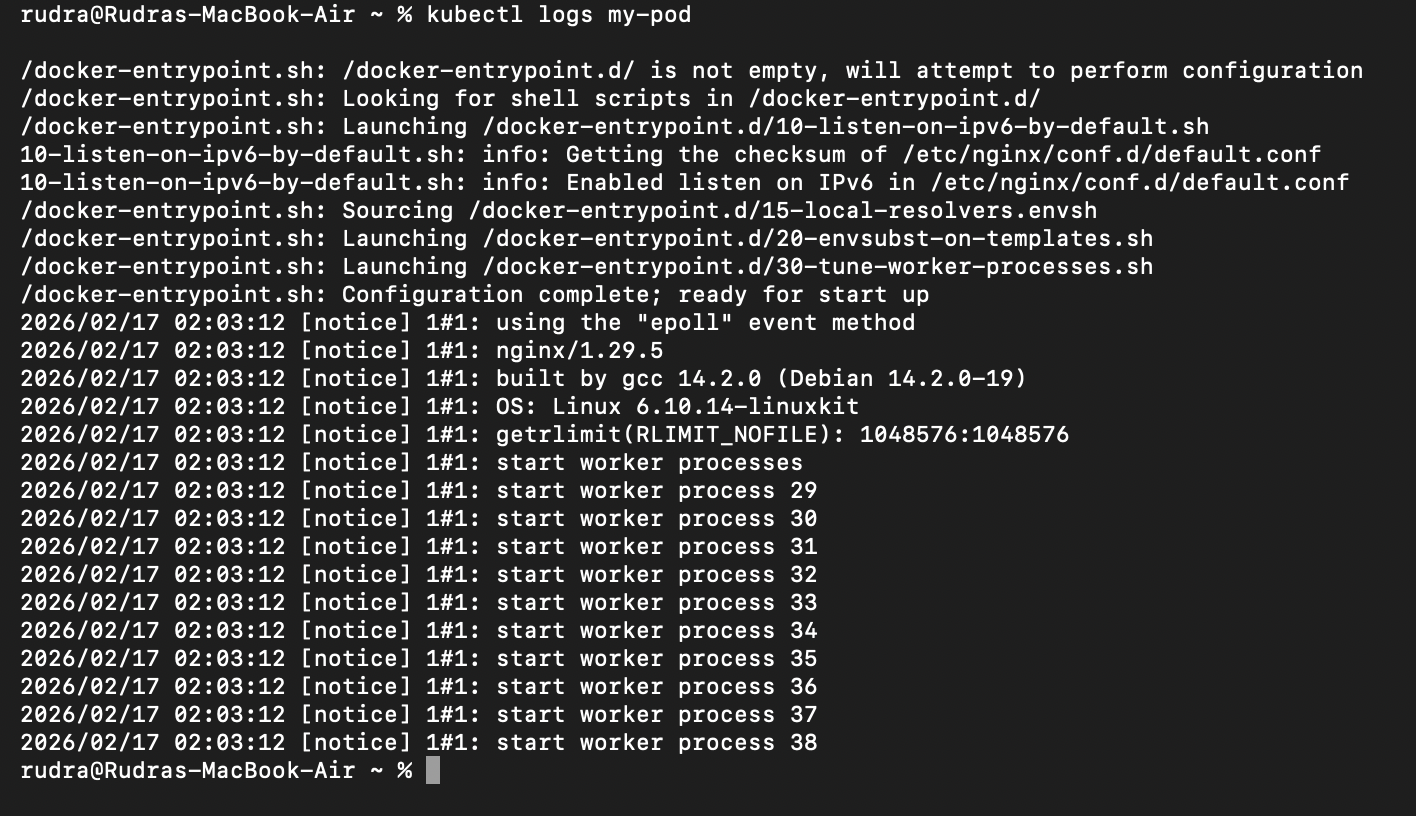 rudra@Rudras-MacBook-Air ~ % kubectl logs my-pod
/docker-entrypoint.sh: /docker-entrypoint.d/ is not empty, will attempt to perform configuration
/docker-entrypoint.sh: Looking for shell scripts in /docker-entrypoint.d/
/docker-entrypoint.sh: Launching /docker-entrypoint.d/10-listen-on-ipv6-by-default.sh
10-listen-on-ipv6-by-default.sh: info: Getting the checksum of /etc/nginx/conf.d/default.conf
10-listen-on-ipv6-by-default.sh: info: Enabled listen on IPv6 in /etc/nginx/conf.d/default.conf
/docker-entrypoint.sh: Sourcing /docker-entrypoint.d/15-local-resolvers.envsh
/docker-entrypoint.sh: Launching /docker-entrypoint.d/20-envsubst-on-templates.sh
/docker-entrypoint.sh: Launching /docker-entrypoint.d/30-tune-worker-processes.sh
/docker-entrypoint.sh: Configuration complete; ready for start up
2026/02/17 02:03:12 [notice] 1#1: using the "epoll" event method
2026/02/17 02:03:12 [notice] 1#1: nginx/1.29.5
2026/02/17 02:03:12 [notice] 1#1: built by gcc 14.2.0 (Debian 14.2.0-19)
2026/02/17 02:03:12 [notice] 1#1: OS: Linux 6.10.14-linuxkit
2026/02/17 02:03:12 [notice] 1#1: getrlimit(RLIMIT_NOFILE): 1048576:1048576
2026/02/17 02:03:12 [notice] 1#1: start worker processes
2026/02/17 02:03:12 [notice] 1#1: start worker process 29
2026/02/17 02:03:12 [notice] 1#1: start worker process 30
2026/02/17 02:03:12 [notice] 1#1: start worker process 31
2026/02/17 02:03:12 [notice] 1#1: start worker process 32
2026/02/17 02:03:12 [notice] 1#1: start worker process 33
2026/02/17 02:03:12 [notice] 1#1: start worker process 34
2026/02/17 02:03:12 [notice] 1#1: start worker process 35
2026/02/17 02:03:12 [notice] 1#1: start worker process 36
2026/02/17 02:03:12 [notice] 1#1: start worker process 37
2026/02/17 02:03:12 [notice] 1#1: start worker process 38
rudra@Rudras-MacBook-Air ~ %